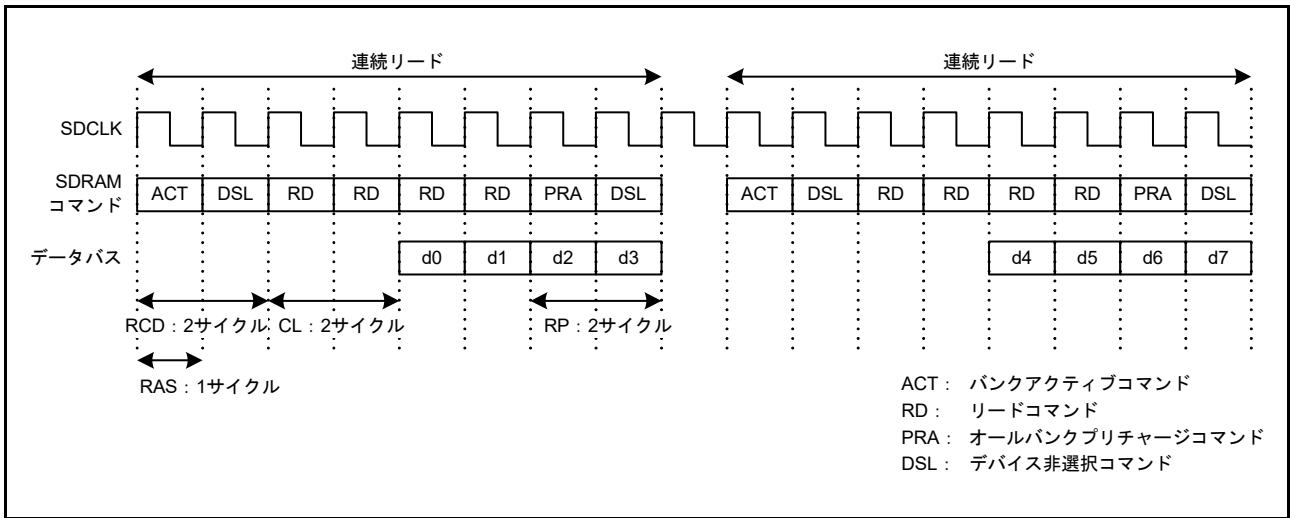 連続リード 連続リード
SDCLK
SDRAM
コマンド
ACT DSL RD RD RD RD PRA DSL ACT DSL RD RD RD RD PRA DSL
データバス d0 d1 d2 d3 d4 d5 d6 d7
RCD：2サイクル CL：2サイクル RP：2サイクル
RAS：1サイクル
ACT： バンクアクティブコマンド
RD： リードコマンド
PRA： オールバンクプリチャージコマンド
DSL： デバイス非選択コマンド